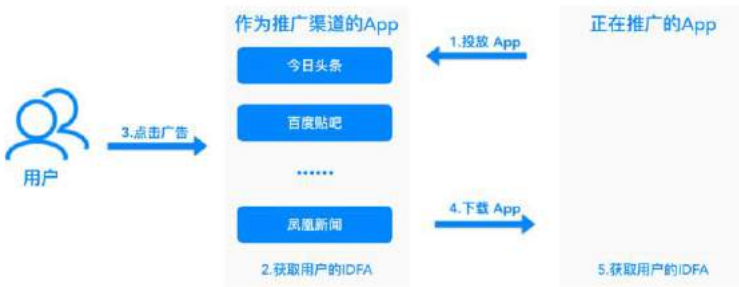 作为推广渠道的App
正在推广的App
1.投放 App
今日头条
百度贴吧
3.点击广告
用户
......
4.下载 App
凤凰新闻
2.获取用户的IDFA
5.获取用户的IDFA